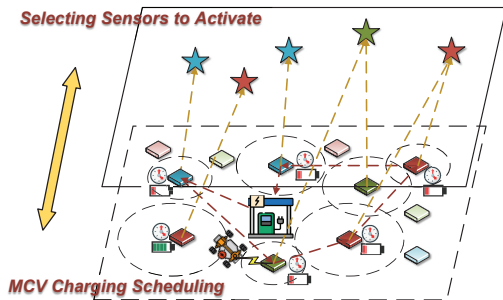 Selecting Sensors to Activate
MCV Charging Scheduling